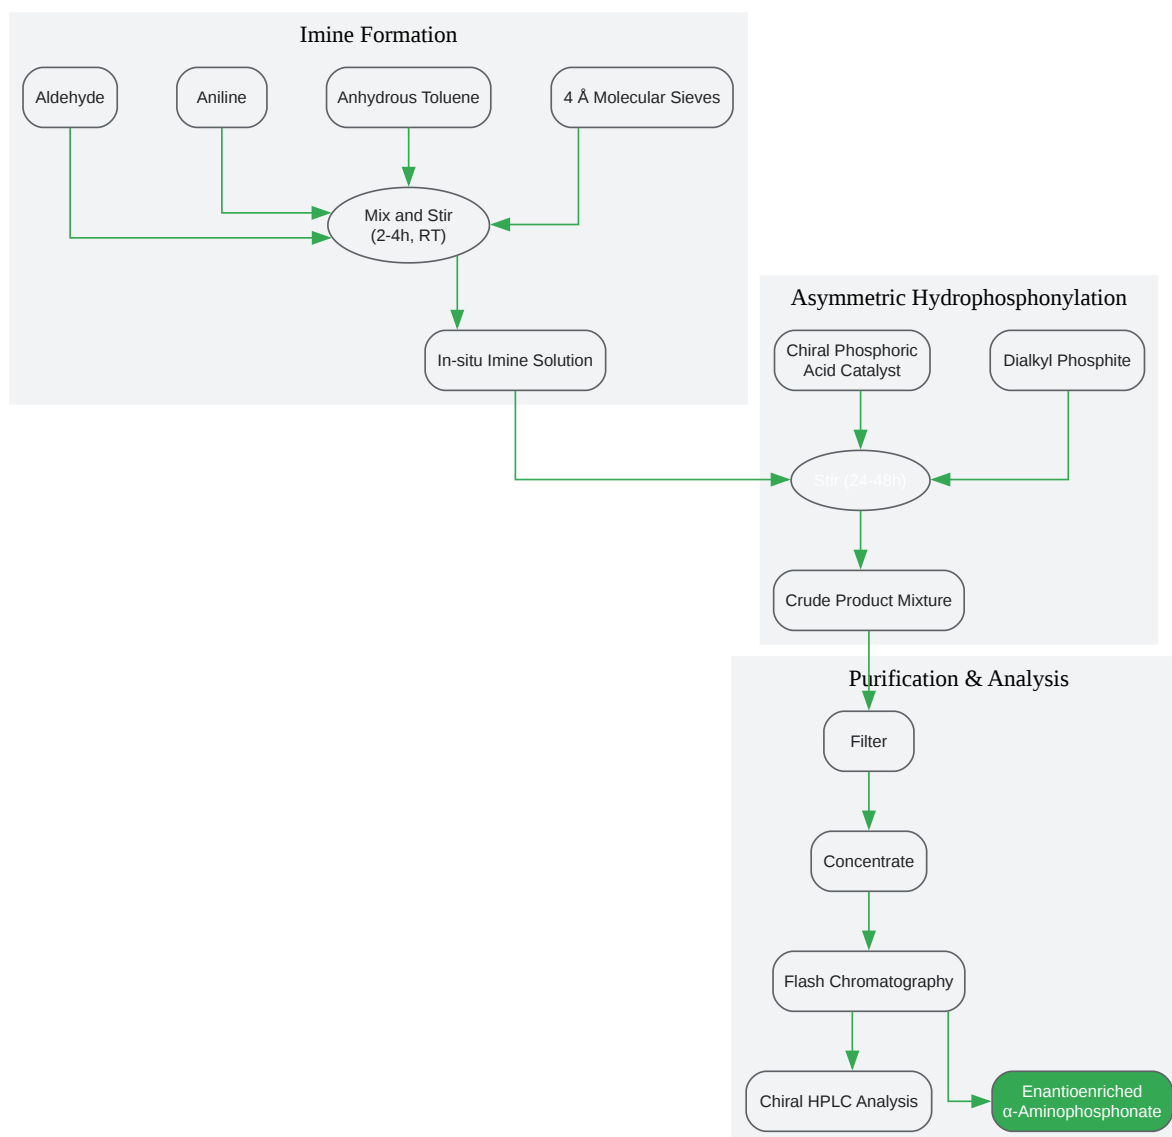 Imine Formation
Aldehyde
Aniline
Anhydrous Toluene
4 Å Molecular Sieves
Mix and Stir
(2-4h, RT)
In-situ Imine Solution
Asymmetric Hydrophosphonylation
Chiral Phosphoric
Acid Catalyst
Dialkyl Phosphite
Stir (24-48h)
Crude Product Mixture
Purification & Analysis
Filter
Concentrate
Flash Chromatography
Chiral HPLC Analysis
Enantioenriched
α-Aminophosphonate